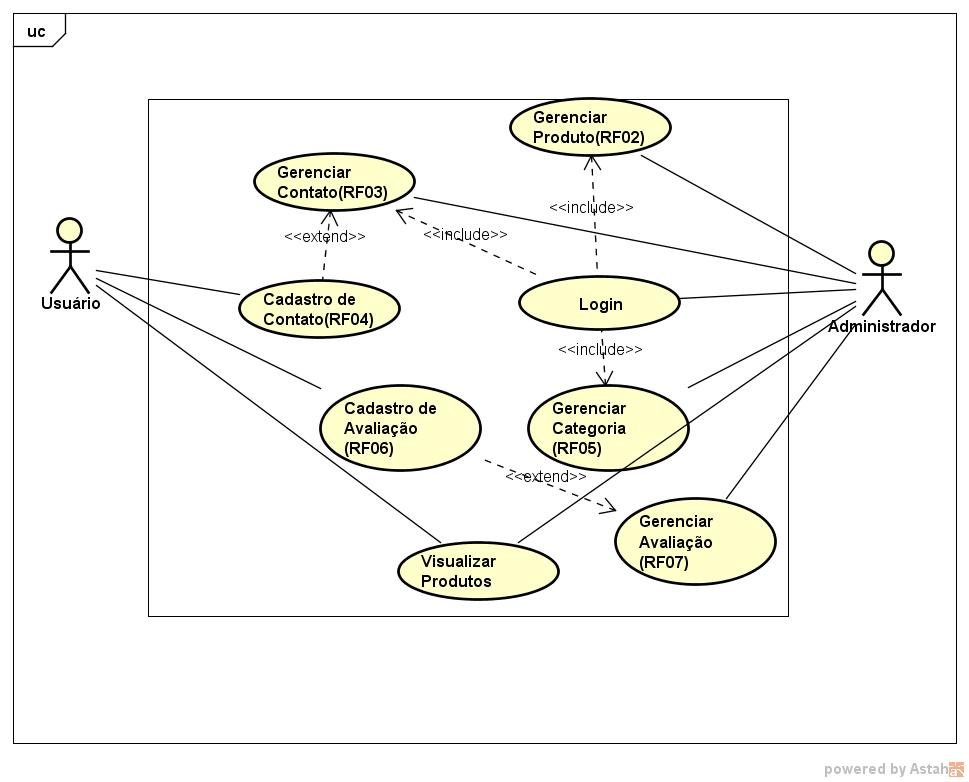 uc
Gerenciar
Produto(RF02)
Gerenciar
Contato(RF03)
<<include>>
<<extend>>
<<include>>
Usuário
Cadastro de
Contato(RF04)
Login
Administrador
<<include>>
Cadastro de
Avaliação
(RF06)
Gerenciar
Categoria
(RF05)
<<extend>>
Gerenciar
Avaliação
(RF07)
Visualizar
Produtos
powered by Astah